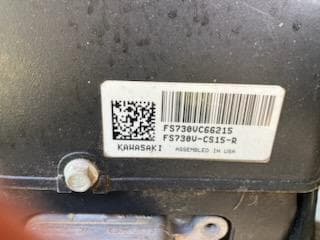 FS730VC66215
FS730V-CS15-R
KAWASAKI ASSEMBLED IN USA